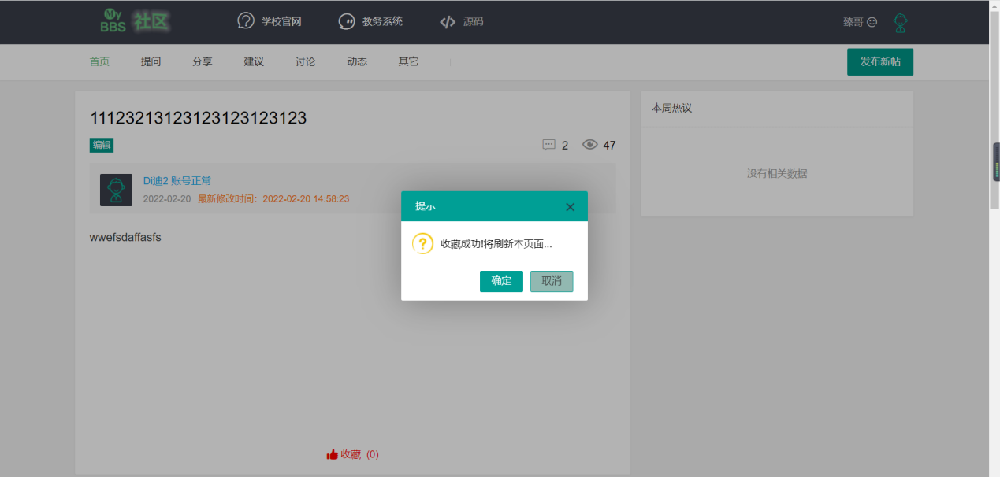 My
BBS 社区
学校官网
教务系统
源码
臻哥
首页 提问 分享 建议 讨论 动态 其它
发布新帖
11123213123123123123123
编辑
2 47
Di迪2 账号正常
2022-02-20 最新修改时间：2022-02-20 14:58:23
wwefsdaffasfs
收藏 (0)
本周热议
没有相关数据
提示
收藏成功!将刷新本页面...
确定 取消